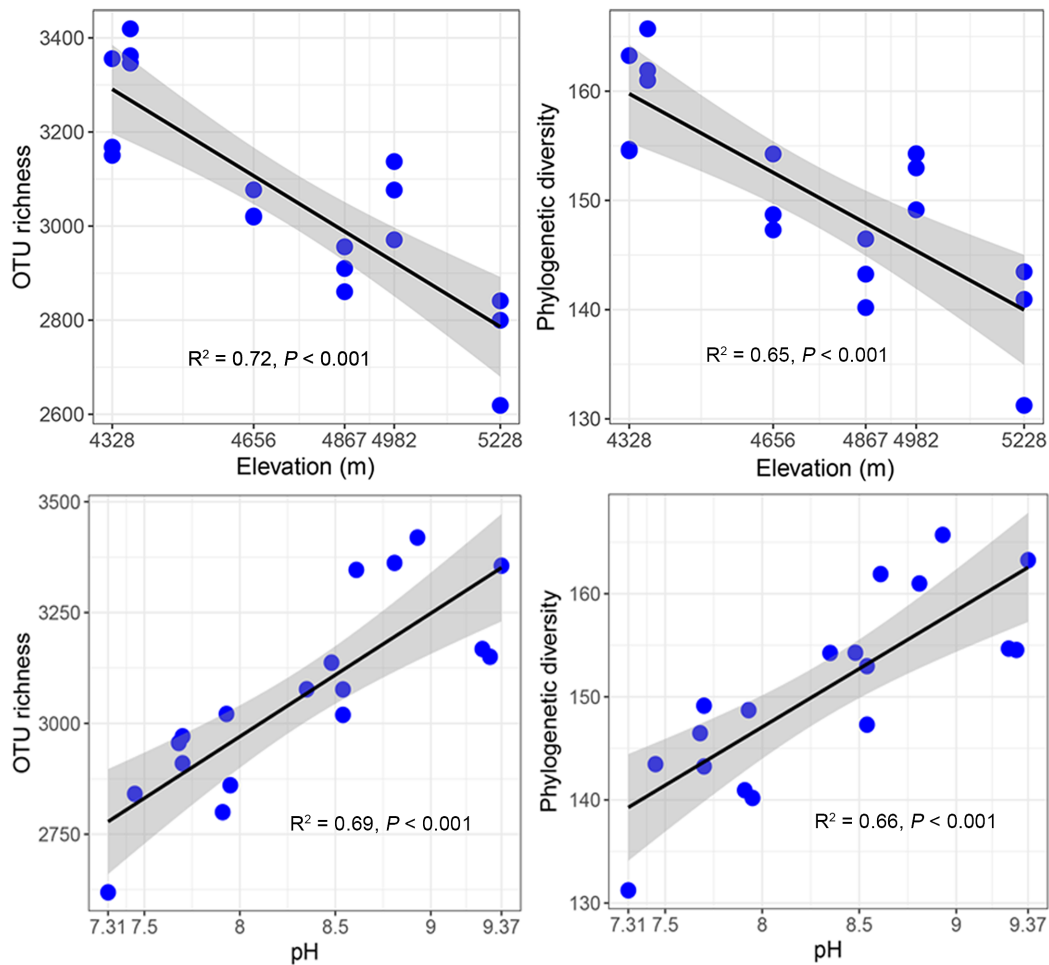 3400
3200
3000
2800
2600
OTU richness
R² = 0.72, P < 0.001
4328 4656 4867 4982 5228
Elevation (m)
160
150
140
130
Phylogenetic diversity
R² = 0.65, P < 0.001
4328 4656 4867 4982 5228
Elevation (m)
3500
3250
3000
2750
OTU richness
R² = 0.69, P < 0.001
7.31 7.5 8 8.5 9 9.37
pH
160
150
140
130
Phylogenetic diversity
R² = 0.66, P < 0.001
7.31 7.5 8 8.5 9 9.37
pH